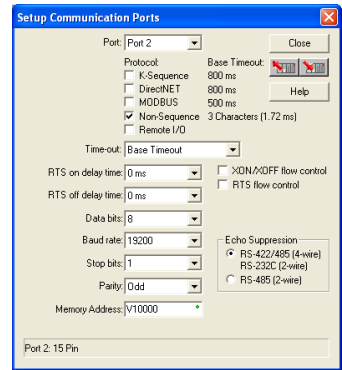 Setup Communication Ports
Port: Port 2
Close
Protocol: Base Timeout:
K-Sequence 800 ms
DirectNET 800 ms
Help
MODBUS 500 ms
Non-Sequence 3 Characters (1.72 ms)
Remote I/O
Time-out: Base Timeout
RTS on delay time: 0 ms
XON/XOFF flow control
RTS flow control
RTS off delay time: 0 ms
Data bits: 8
Baud rate: 19200
Echo Suppression
RS-422/485 (4-wire)
RS-232C (2-wire)
Stop bits: 1
RS-485 (2-wire)
Parity: Odd
Memory Address: V10000
Port 2: 15 Pin